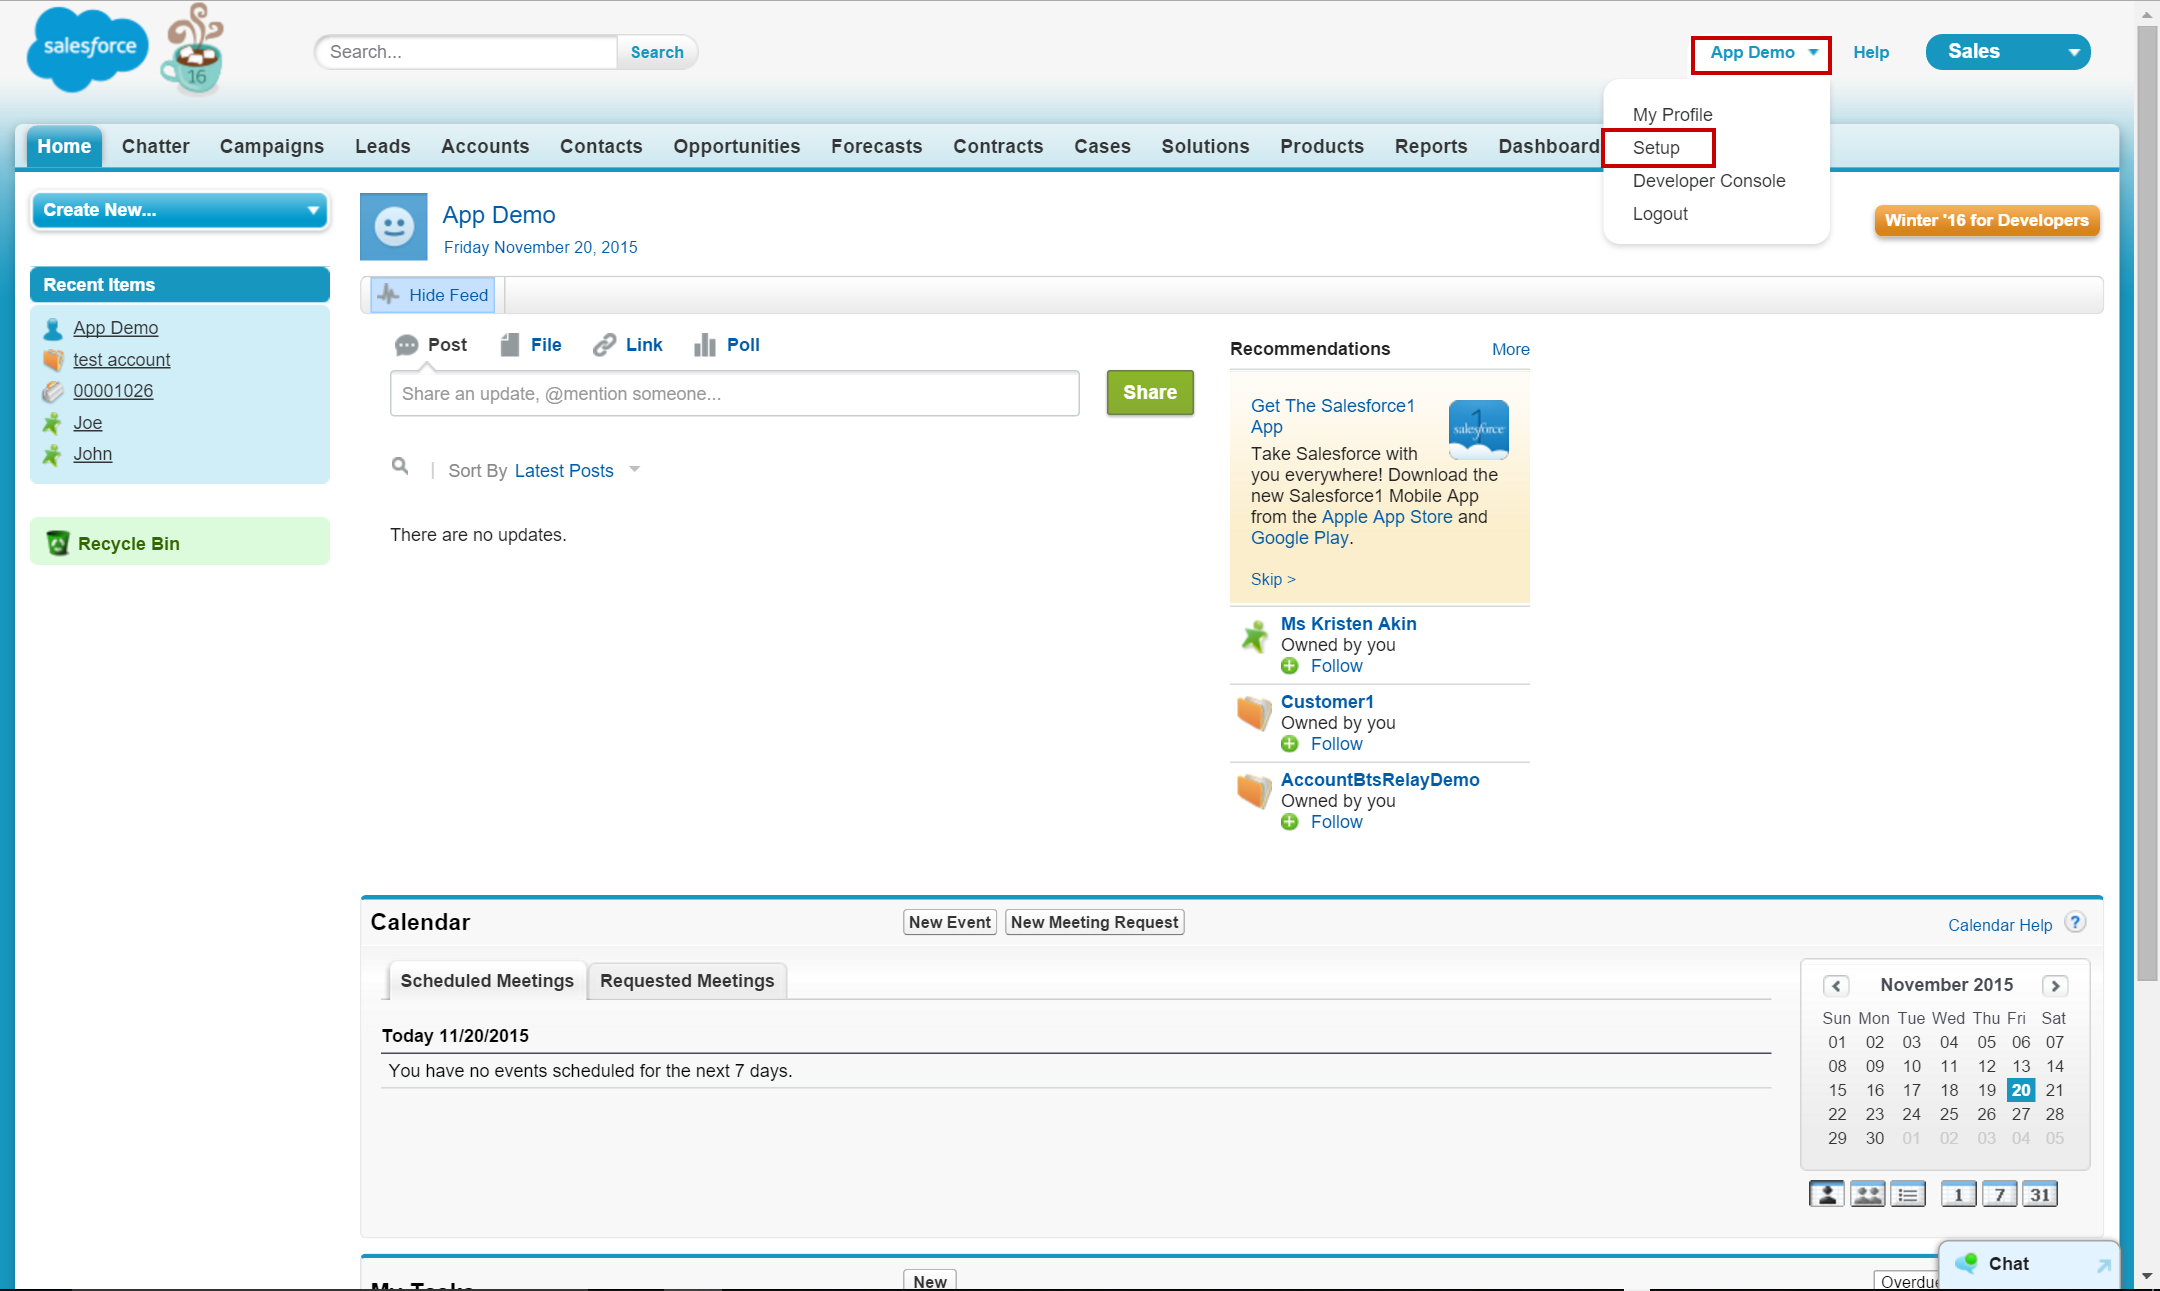 salesforce
16
Search...
Search
App Demo
Help
Sales
My Profile
Setup
Developer Console
Logout
Home Chatter Campaigns Leads Accounts Contacts Opportunities Forecasts Contracts Cases Solutions Products Reports Dashboard
Create New...
App Demo
Friday November 20, 2015
Winter '16 for Developers
Recent Items
App Demo
test account
00001026
Joe
John
Recycle Bin
Hide Feed
Post File Link Poll
Share an update, @mention someone...
Share
Sort By Latest Posts
There are no updates.
Recommendations More
Get The Salesforce1
App
1
salesforce
Take Salesforce with
you everywhere! Download the
new Salesforce1 Mobile App
from the Apple App Store and
Google Play.
Skip >
Ms Kristen Akin
Owned by you
Follow
Customer1
Owned by you
Follow
AccountBtsRelayDemo
Owned by you
Follow
Calendar
New Event New Meeting Request
Calendar Help ?
Scheduled Meetings Requested Meetings
Today 11/20/2015
You have no events scheduled for the next 7 days.
November 2015
Sun Mon Tue Wed Thu Fri Sat
01 02 03 04 05 06 07
08 09 10 11 12 13 14
15 16 17 18 19 20 21
22 23 24 25 26 27 28
29 30 01 02 03 04 05
1 7 31
My Tasks
New
Overdue
Chat